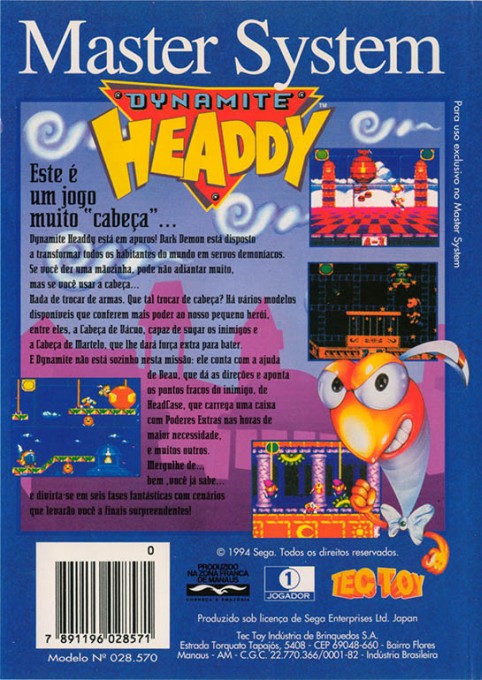 Master System
DYNAMITE
HEADDY™
Para uso exclusivo no Master System
Este é
um jogo
muito "cabeça"...
Dynamite Headdy está em apuros! Dark Demon está disposto
a transformar todos os habitantes do mundo em servos demoníacos.
Se você der uma mãozinha, pode não adiantar muito,
mas se você usar a cabeça...
Nada de trocar de armas. Que tal trocar de cabeça? Há vários modelos
disponíveis que conferem mais poder ao nosso pequeno herói,
entre eles, a Cabeça de Vácuo, capaz de sugar os inimigos e
a Cabeça de Martelo, que lhe dará força extra para bater.
E Dynamite não está sozinho nesta missão: ele conta com a ajuda
de Beau, que dá as direções e aponta
os pontos fracos do inimigo, de
HeadCase, que carrega uma caixa
com Poderes Extras nas horas de
maior necessidade,
e muitos outros.
Mergulhe de...
bem ,você já sabe...
e divirta-se em seis fases fantásticas com cenários
que levarão você a finais surpreendentes!
© 1994 Sega. Todos os direitos reservados.
0
7 891196 028571
Modelo Nº 028.570
PRODUZIDO
NA ZONA FRANCA
DE MANAUS
CONHEÇA A AMAZÔNIA
1
JOGADOR
TEC TOY
Produzido sob licença de Sega Enterprises Ltd. Japan
Tec Toy Indústria de Brinquedos S.A.
Estrada Torquato Tapajós, 5408 - CEP 69048-660 - Bairro Flores
Manaus - AM - C.G.C. 22.770.366/0001-82 - Indústria Brasileira